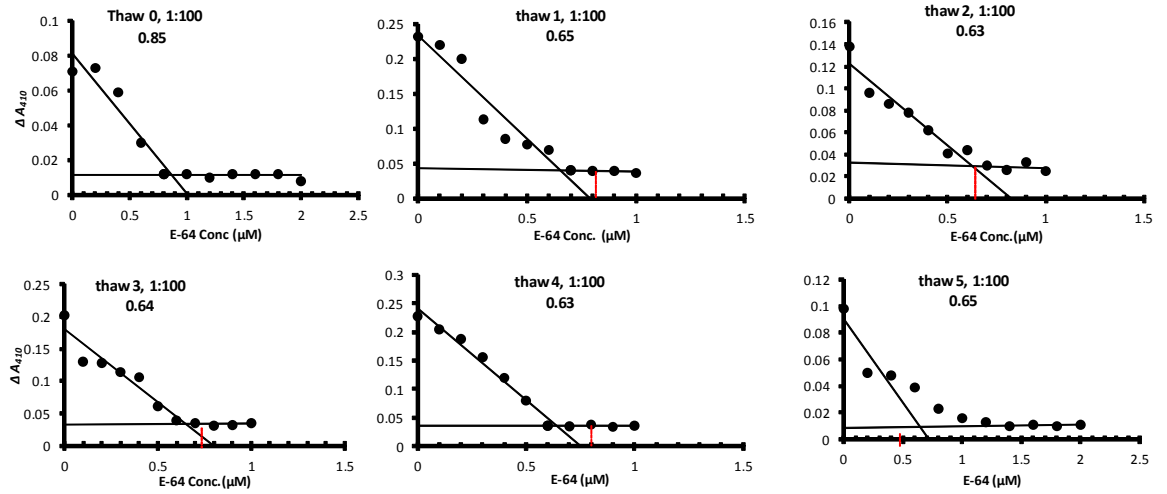 Thaw 0, 1:100
0.85
0.1
0.08
0.06
0.04
0.02
0
Δ A410
0 0.5 1 1.5 2 2.5
E-64 Conc (µM)
thaw 1, 1:100
0.65
0.25
0.2
0.15
0.1
0.05
0
0 0.5 1 1.5
E-64 Conc. (µM)
thaw 2, 1:100
0.63
0.16
0.14
0.12
0.1
0.08
0.06
0.04
0.02
0
0 0.5 1 1.5
E-64 Conc.(µM)
thaw 3, 1:100
0.64
0.25
0.2
0.15
0.1
0.05
0
Δ A410
0 0.5 1 1.5
E-64 Conc.(µM)
thaw 4, 1:100
0.63
0.3
0.25
0.2
0.15
0.1
0.05
0
0 0.5 1 1.5
E-64 Conc. (µM)
thaw 5, 1:100
0.65
0.12
0.1
0.08
0.06
0.04
0.02
0
0 0.5 1 1.5 2 2.5
E-64 (µM)